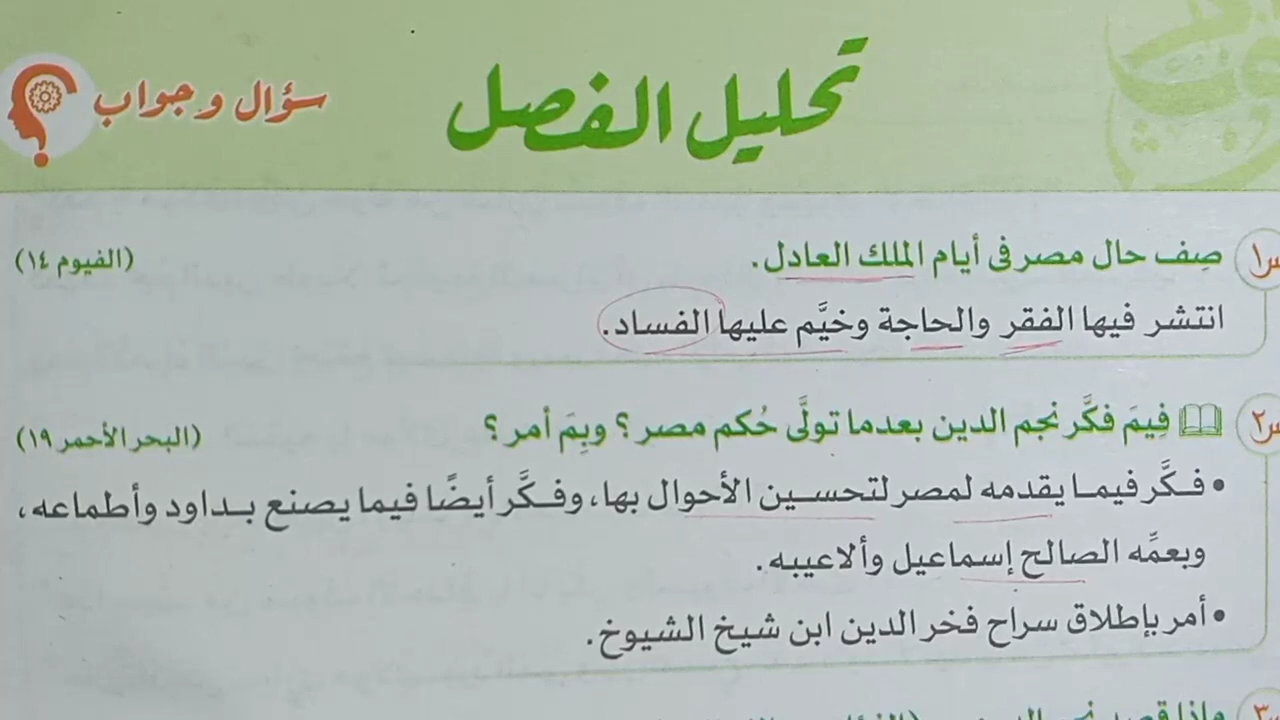 تحليل الفصل
سؤال وجواب
س١ صِف حال مصر فى أيام الملك العادل. (الفيوم ١٤)
انتشر فيها الفقر والحاجة وخيَّم عليها الفساد.
س٢ فِيمَ فكَّر نجم الدين بعدما تولَّى حُكم مصر؟ وبِمَ أمر؟ (البحر الأحمر ١٩)
• فكَّر فيما يقدمه لمصر لتحسين الأحوال بها، وفكَّر أيضًا فيما يصنع بداود وأطماعه،
وبعمِّه الصالح إسماعيل وألاعيبه.
• أمر بإطلاق سراح فخر الدين ابن شيخ الشيوخ.